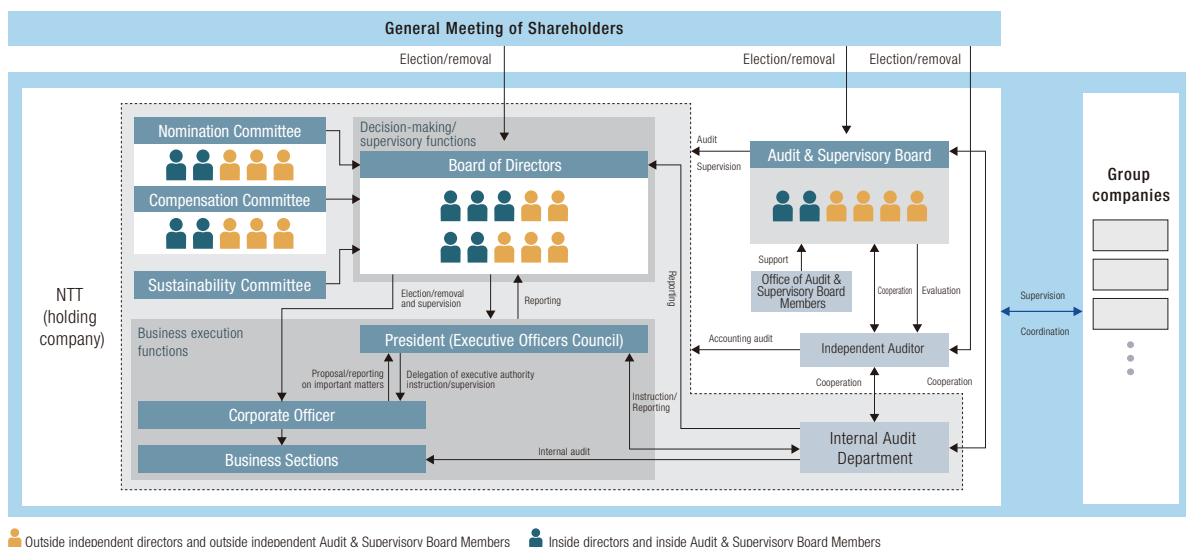 General Meeting of Shareholders
Election/removal
Election/removal
Election/removal
NTT
(holding
company)
Nomination Committee
Compensation Committee
Sustainability Committee
Decision-making/
supervisory functions
Board of Directors
Audit
Supervision
Audit & Supervisory Board
Support
Office of Audit &
Supervisory Board
Members
Cooperation
Evaluation
Reporting
Election/removal
and supervision
Reporting
Business execution
functions
President (Executive Officers Council)
Accounting audit
Independent Auditor
Proposal/reporting
on important matters
Delegation of executive authority
instruction/supervision
Instruction/
Reporting
Cooperation
Cooperation
Corporate Officer
Business Sections
Internal audit
Internal Audit
Department
Supervision
Coordination
Group
companies
Outside independent directors and outside independent Audit & Supervisory Board Members
Inside directors and inside Audit & Supervisory Board Members